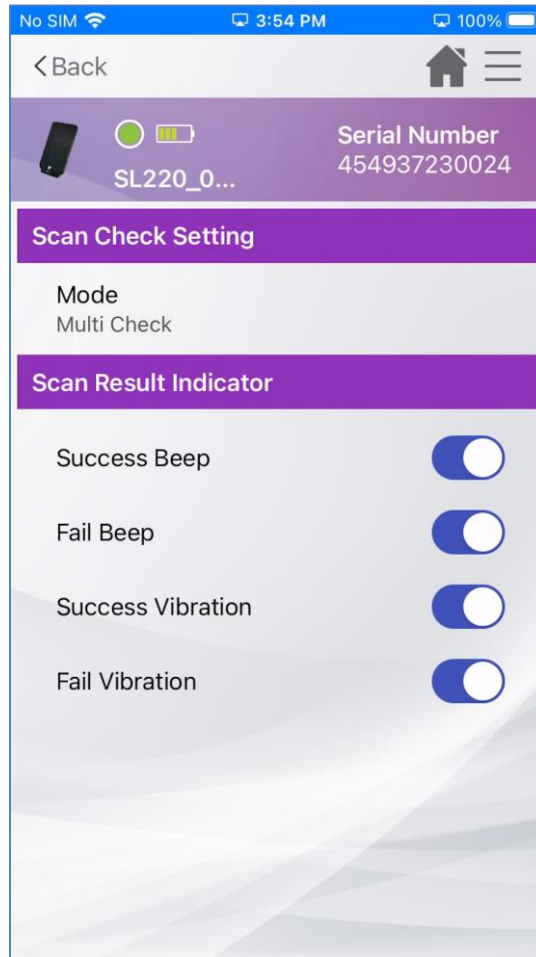 No SIM 3:54 PM 100%
Back
SL220_0...
Serial Number
454937230024
Scan Check Setting
Mode
Multi Check
Scan Result Indicator
Success Beep
Fail Beep
Success Vibration
Fail Vibration